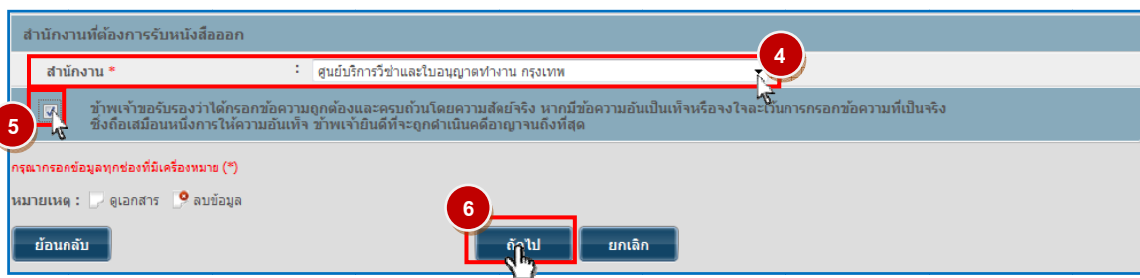 สำนักงานที่ต้องการรับหนังสือออก
4
สำนักงาน * : ศูนย์บริการวีซ่าและใบอนุญาตทำงาน กรุงเทพ
5
ข้าพเจ้าขอรับรองว่าได้กรอกข้อความถูกต้องและครบถ้วนโดยความสัตย์จริง หากมีข้อความอันเป็นเท็จหรือจงใจละเว้นการกรอกข้อความที่เป็นจริง
ซึ่งถือเสมือนหนึ่งการให้ความอันเท็จ ข้าพเจ้ายินดีที่จะถูกดำเนินคดีอาญาจนถึงที่สุด
กรุณากรอกข้อมูลทุกช่องที่มีเครื่องหมาย (*)
หมายเหตุ : ดูเอกสาร ลบข้อมูล
6
ย้อนกลับ ถัดไป ยกเลิก